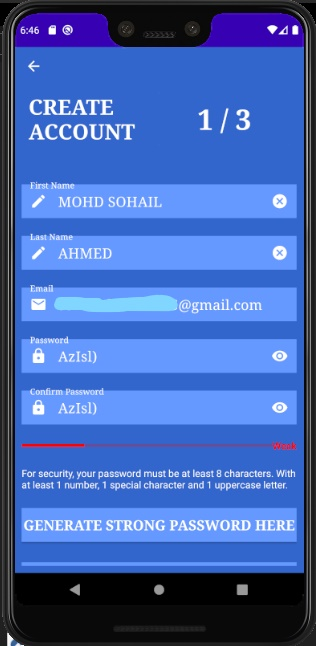 6:46
CREATE
ACCOUNT
1 / 3
First Name
MOHD SOHAIL
Last Name
AHMED
Email
@gmail.com
Password
AzIsl)
Confirm Password
AzIsl)
Weak
For security, your password must be at least 8 characters. With
at least 1 number, 1 special character and 1 uppercase letter.
GENERATE STRONG PASSWORD HERE